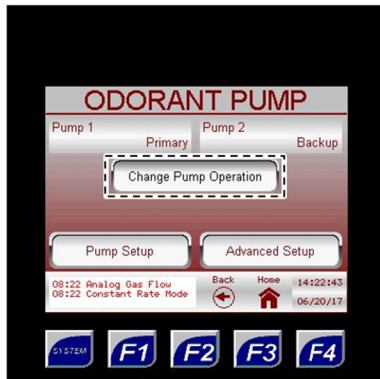 ODORANT PUMP
Pump 1 Pump 2
Primary Backup
Change Pump Operation
Pump Setup Advanced Setup
Back Home 14:22:43
08:22 Analog Gas Flow
08:22 Constant Rate Mode
06/20/17
SYSTEM F1 F2 F3 F4